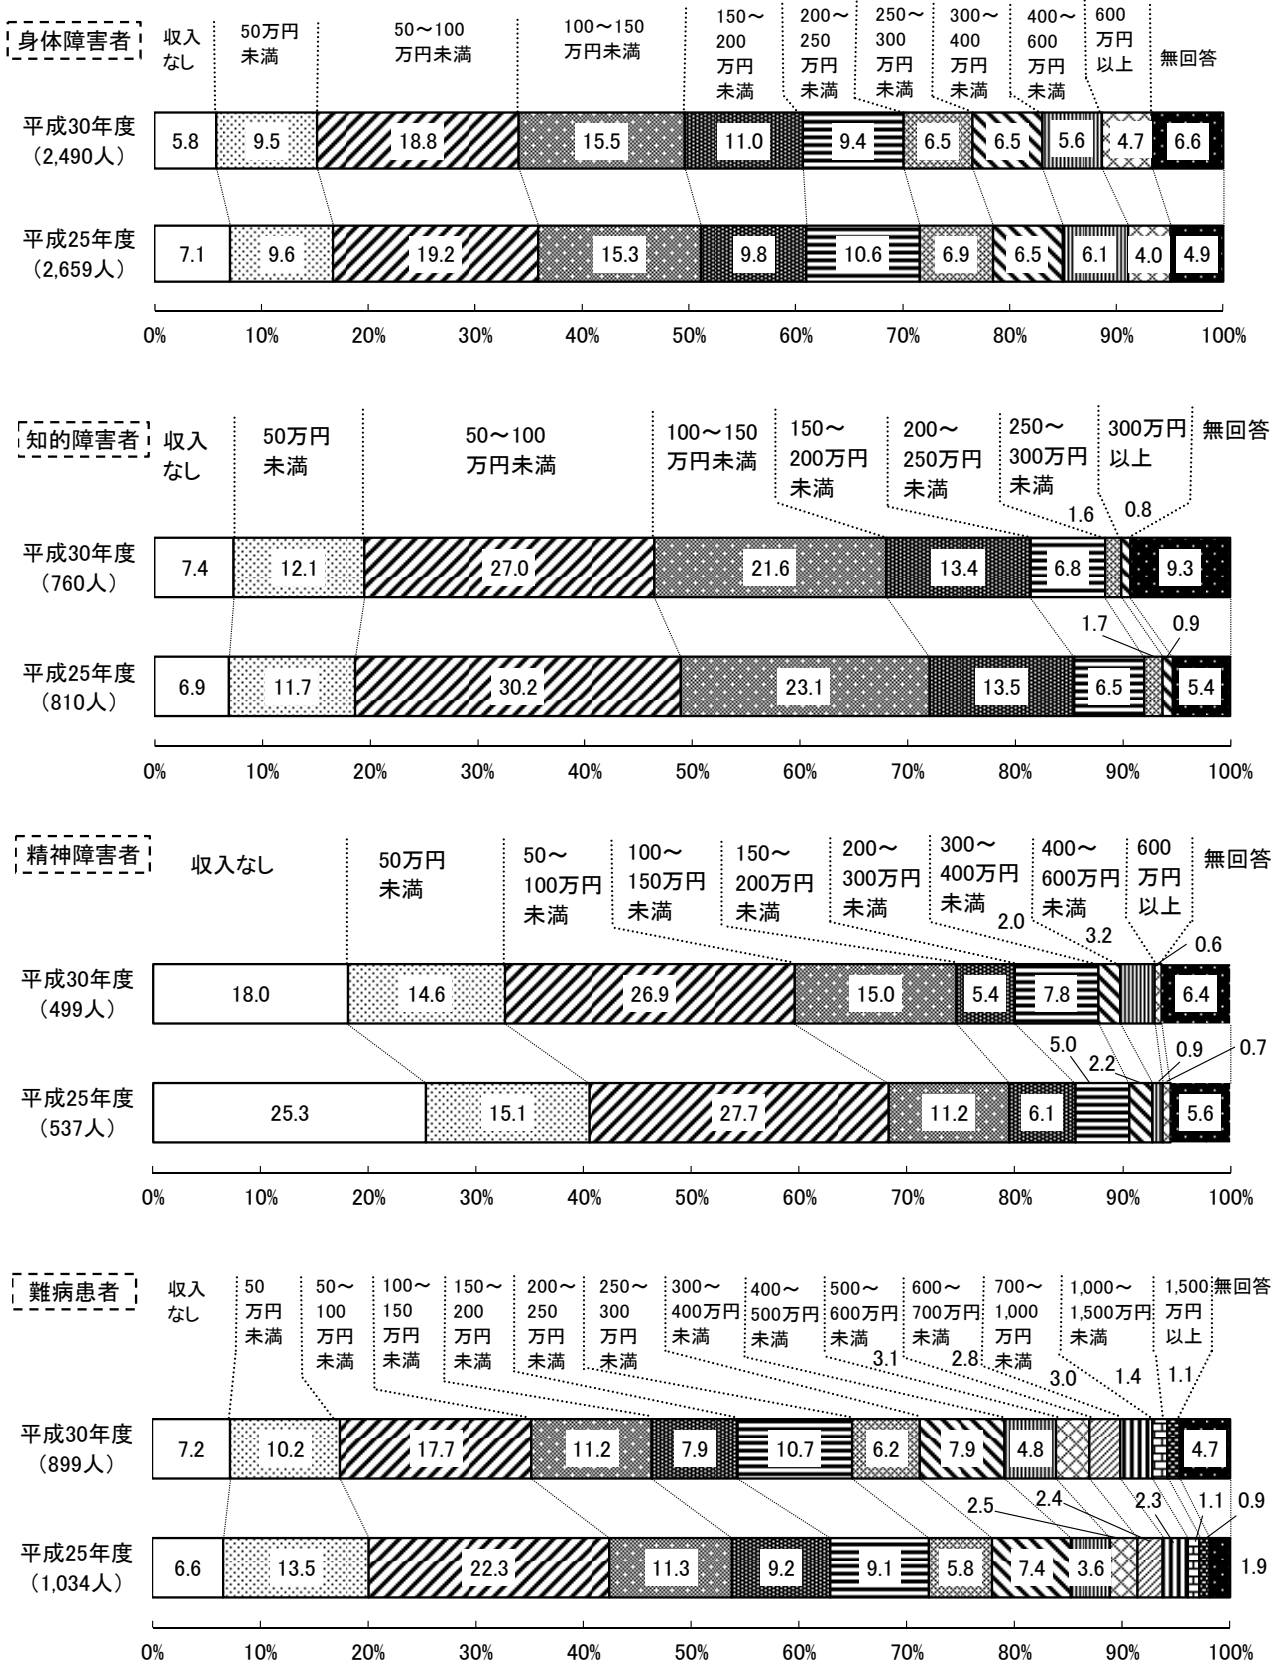 身体障害者
収入
なし
50万円
未満
50～100
万円未満
100～150
万円未満
150～
200
万円
未満
200～
250
万円
未満
250～
300
万円
未満
300～
400
万円
未満
400～
600
万円
未満
600
万円
以上
無回答
平成30年度
（2,490人）
5.8 9.5 18.8 15.5 11.0 9.4 6.5 6.5 5.6 4.7 6.6
平成25年度
（2,659人）
7.1 9.6 19.2 15.3 9.8 10.6 6.9 6.5 6.1 4.0 4.9
0% 10% 20% 30% 40% 50% 60% 70% 80% 90% 100%
知的障害者
収入
なし
50万円
未満
50～100
万円未満
100～150
万円未満
150～
200万円
未満
200～
250万円
未満
250～
300万円
未満
300万円
以上
無回答
1.6 0.8
平成30年度
（760人）
7.4 12.1 27.0 21.6 13.4 6.8 9.3
1.7 0.9
平成25年度
（810人）
6.9 11.7 30.2 23.1 13.5 6.5 5.4
0% 10% 20% 30% 40% 50% 60% 70% 80% 90% 100%
精神障害者
収入なし
50万円
未満
50～
100万円
未満
100～
150万円
未満
150～
200万円
未満
200～
300万円
未満
300～
400万円
未満
400～
600万円
未満
600
万円
以上
無回答
2.0 3.2 0.6
平成30年度
（499人）
18.0 14.6 26.9 15.0 5.4 7.8 6.4
5.0 2.2 0.9 0.7
平成25年度
（537人）
25.3 15.1 27.7 11.2 6.1 5.6
0% 10% 20% 30% 40% 50% 60% 70% 80% 90% 100%
難病患者
収入
なし
50
万円
未満
50～
100
万円
未満
100～
150
万円
未満
150～
200
万円
未満
200～
250
万円
未満
250～
300
万円
未満
300～
400万円
未満
400～
500万円
未満
500～
600万円
未満
600～
700万円
未満
700～
1,000
万円
未満
1,000～
1,500万円
未満
1,500
万円
以上
無回答
3.1 2.8 3.0 1.4 1.1
平成30年度
（899人）
7.2 10.2 17.7 11.2 7.9 10.7 6.2 7.9 4.8 4.7
2.5 2.4 2.3 1.1 0.9
平成25年度
（1,034人）
6.6 13.5 22.3 11.3 9.2 9.1 5.8 7.4 3.6 1.9
0% 10% 20% 30% 40% 50% 60% 70% 80% 90% 100%